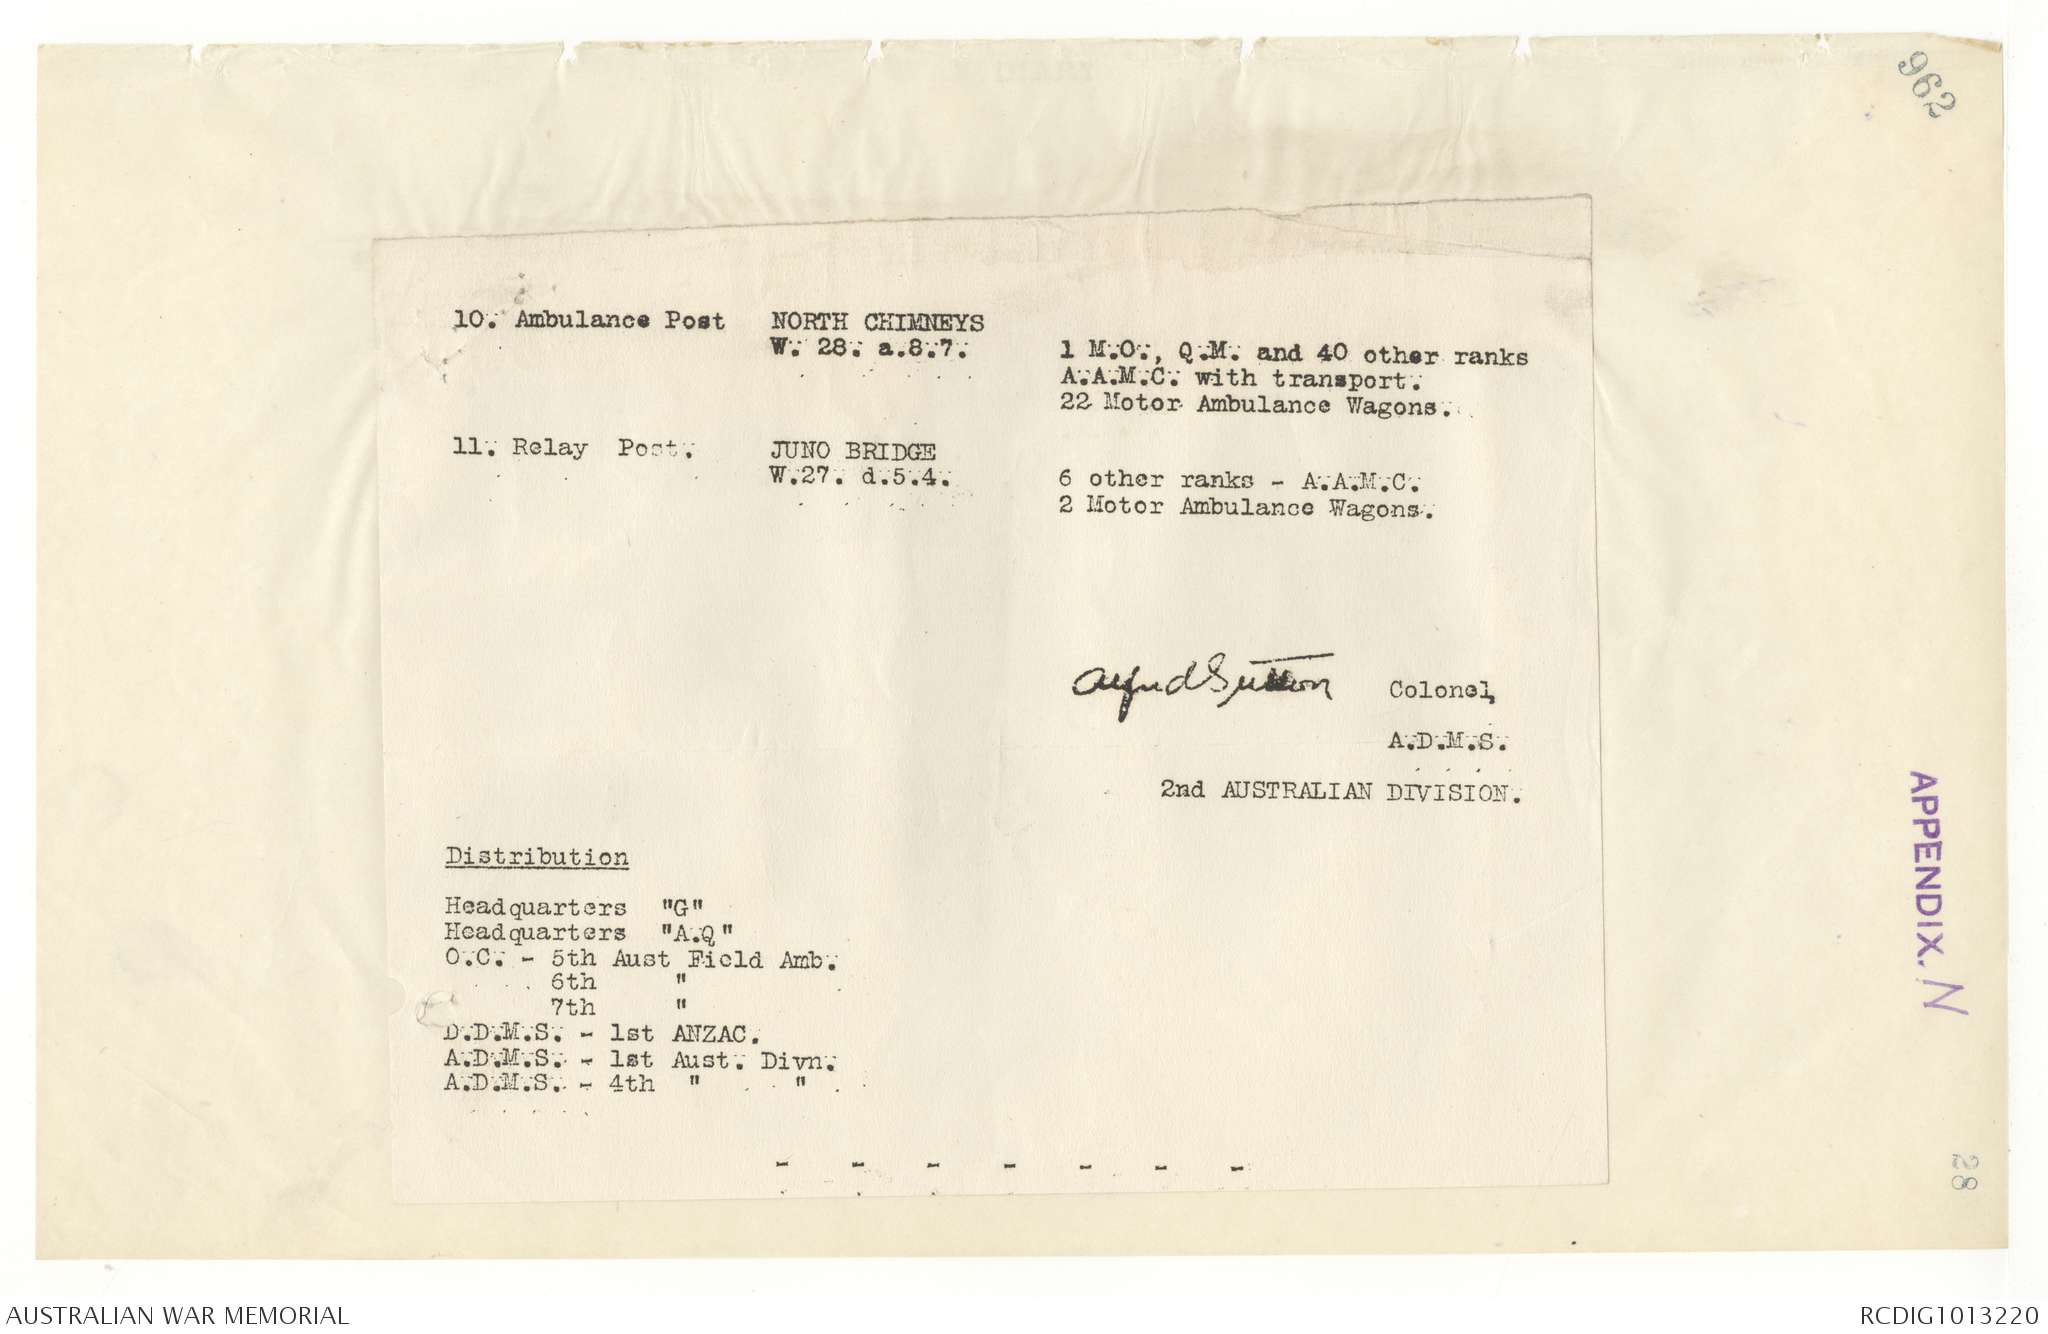 962
10. Ambulance Post NORTH CHIMNEYS
W. 28. a.8.7.
1 M.O., Q.M. and 40 other ranks
A.A.M.C. with transport.
22 Motor Ambulance Wagons.
11. Relay Post. JUNO BRIDGE
W.27. d.5.4.
6 other ranks - A.A.M.C.
2 Motor Ambulance Wagons.
Alfred Sutton Colonel,
A.D.M.S.
2nd AUSTRALIAN DIVISION.
Distribution
Headquarters "G"
Headquarters "A.Q"
O.C. - 5th Aust Field Amb.
6th "
7th "
D.D.M.S. - 1st ANZAC.
A.D.M.S. - 1st Aust. Divn.
A.D.M.S. - 4th " "
- - - - - - -
APPENDIX. N
28
AUSTRALIAN WAR MEMORIAL
RCDIG1013220